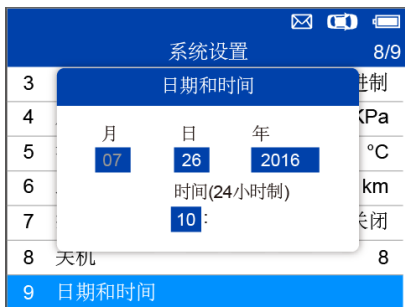 系统设置 8/9
日期和时间
月 日 年
07 26 2016
时间(24小时制)
10:
3 进制
4 KPa
5 °C
6 km
7 关闭
8 关机 8
9 日期和时间